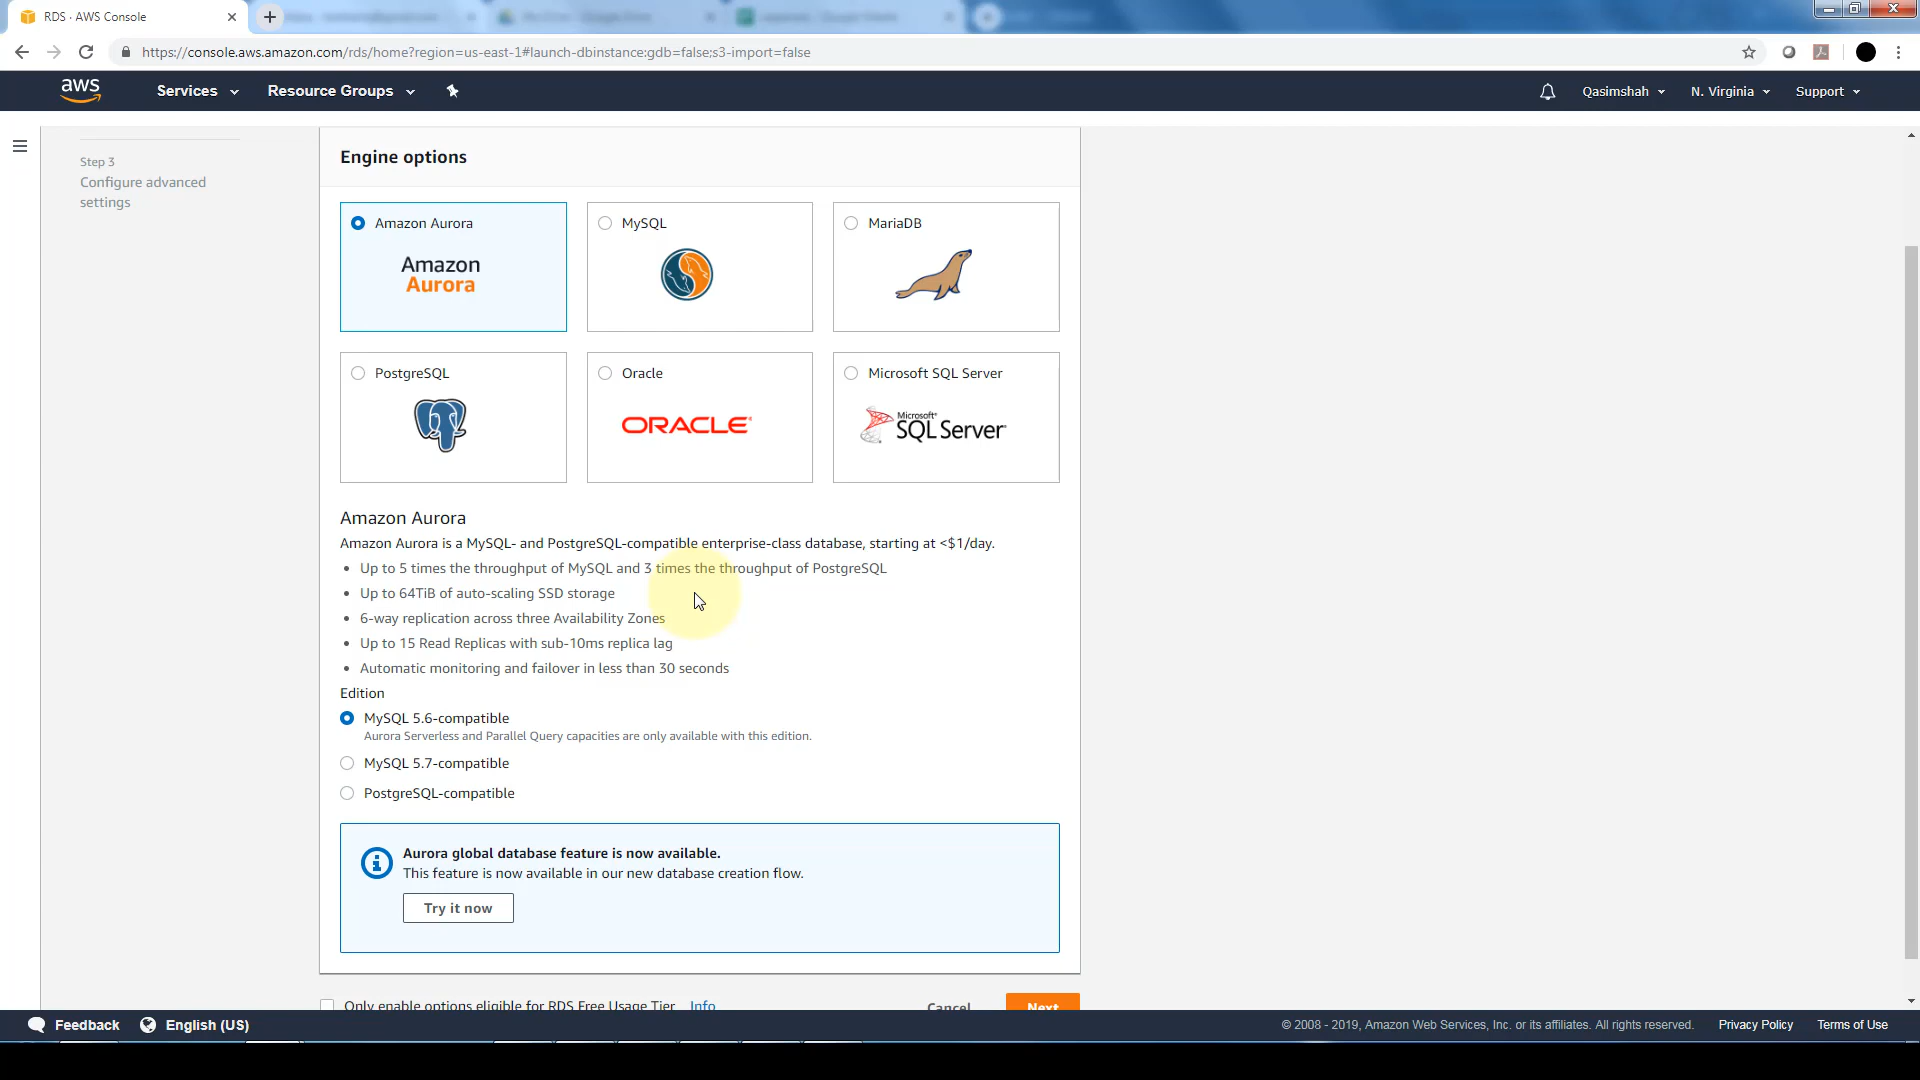 RDS · AWS Console
https://console.aws.amazon.com/rds/home?region=us-east-1#launch-dbinstance:gdb=false;s3-import=false
aws
Services
Resource Groups
Qasimshah
N. Virginia
Support
Step 3
Configure advanced
settings
Engine options
Amazon Aurora
Amazon
Aurora
MySQL
MariaDB
PostgreSQL
Oracle
ORACLE
Microsoft SQL Server
Microsoft
SQL Server
Amazon Aurora
Amazon Aurora is a MySQL- and PostgreSQL-compatible enterprise-class database, starting at <$1/day.
• Up to 5 times the throughput of MySQL and 3 times the throughput of PostgreSQL
• Up to 64TiB of auto-scaling SSD storage
• 6-way replication across three Availability Zones
• Up to 15 Read Replicas with sub-10ms replica lag
• Automatic monitoring and failover in less than 30 seconds
Edition
MySQL 5.6-compatible
Aurora Serverless and Parallel Query capacities are only available with this edition.
MySQL 5.7-compatible
PostgreSQL-compatible
Aurora global database feature is now available.
This feature is now available in our new database creation flow.
Try it now
Only enable options eligible for RDS Free Usage Tier Info
Cancel
Next
Feedback
English (US)
© 2008 - 2019, Amazon Web Services, Inc. or its affiliates. All rights reserved.
Privacy Policy
Terms of Use